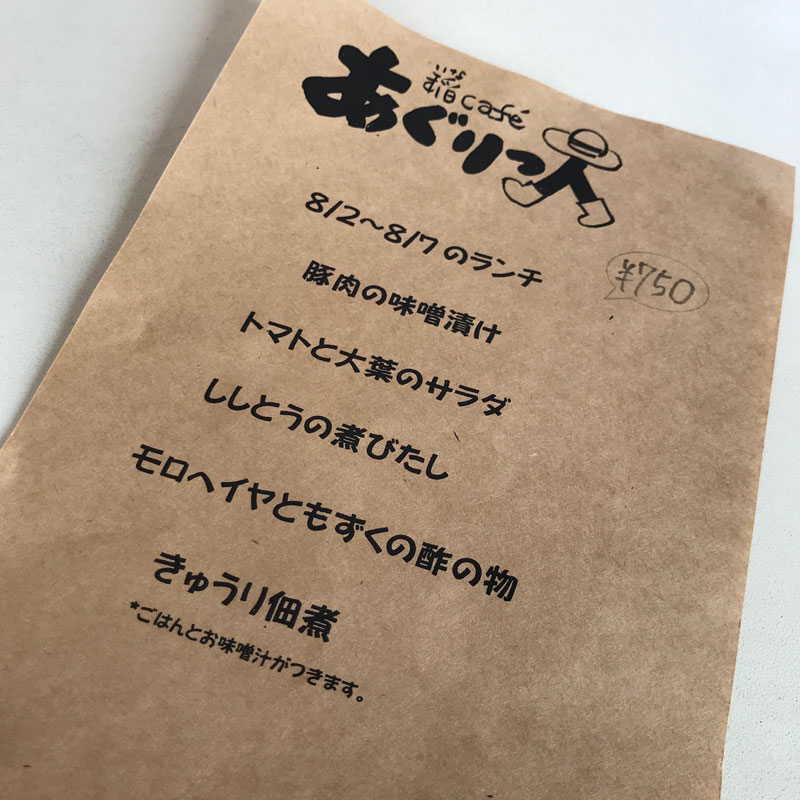 いな
稲café
あぐりっ人
8/2～8/7のランチ
¥750
豚肉の味噌漬け
トマトと大葉のサラダ
ししとうの煮びたし
モロヘイヤともずくの酢の物
きゅうり佃煮
*ごはんとお味噌汁がつきます。